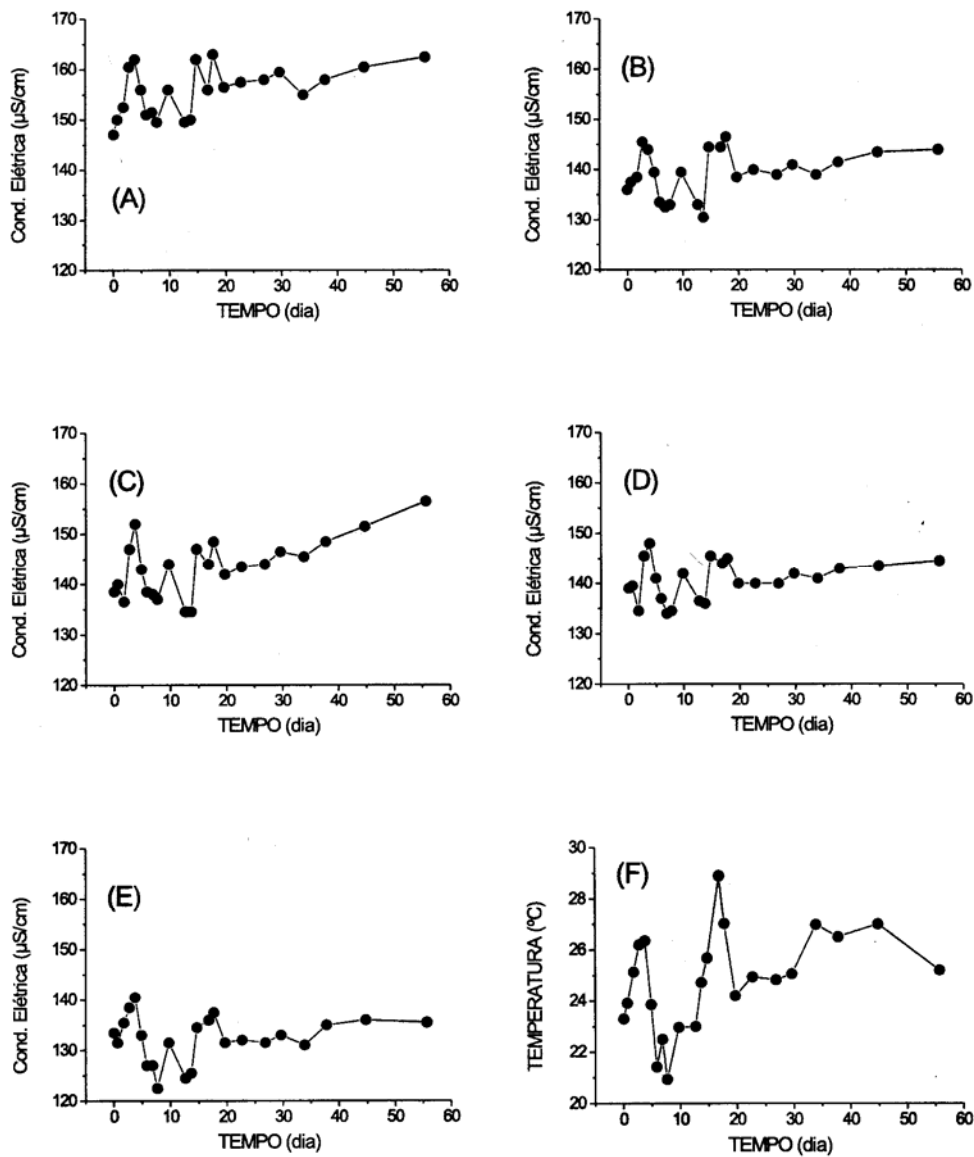 170
160
150
140
130
120
Cond. Elétrica (µS/cm)
(A)
0 10 20 30 40 50 60
TEMPO (dia)
170
160
150
140
130
120
Cond. Elétrica (µS/cm)
(B)
0 10 20 30 40 50 60
TEMPO (dia)
170
160
150
140
130
120
Cond. Elétrica (µS/cm)
(C)
0 10 20 30 40 50 60
TEMPO (dia)
170
160
150
140
130
120
Cond. Elétrica (µS/cm)
(D)
0 10 20 30 40 50 60
TEMPO (dia)
170
160
150
140
130
120
Cond. Elétrica (µS/cm)
(E)
0 10 20 30 40 50 60
TEMPO (dia)
30
28
26
24
22
20
TEMPERATURA (ºC)
(F)
0 10 20 30 40 50 60
TEMPO (dia)